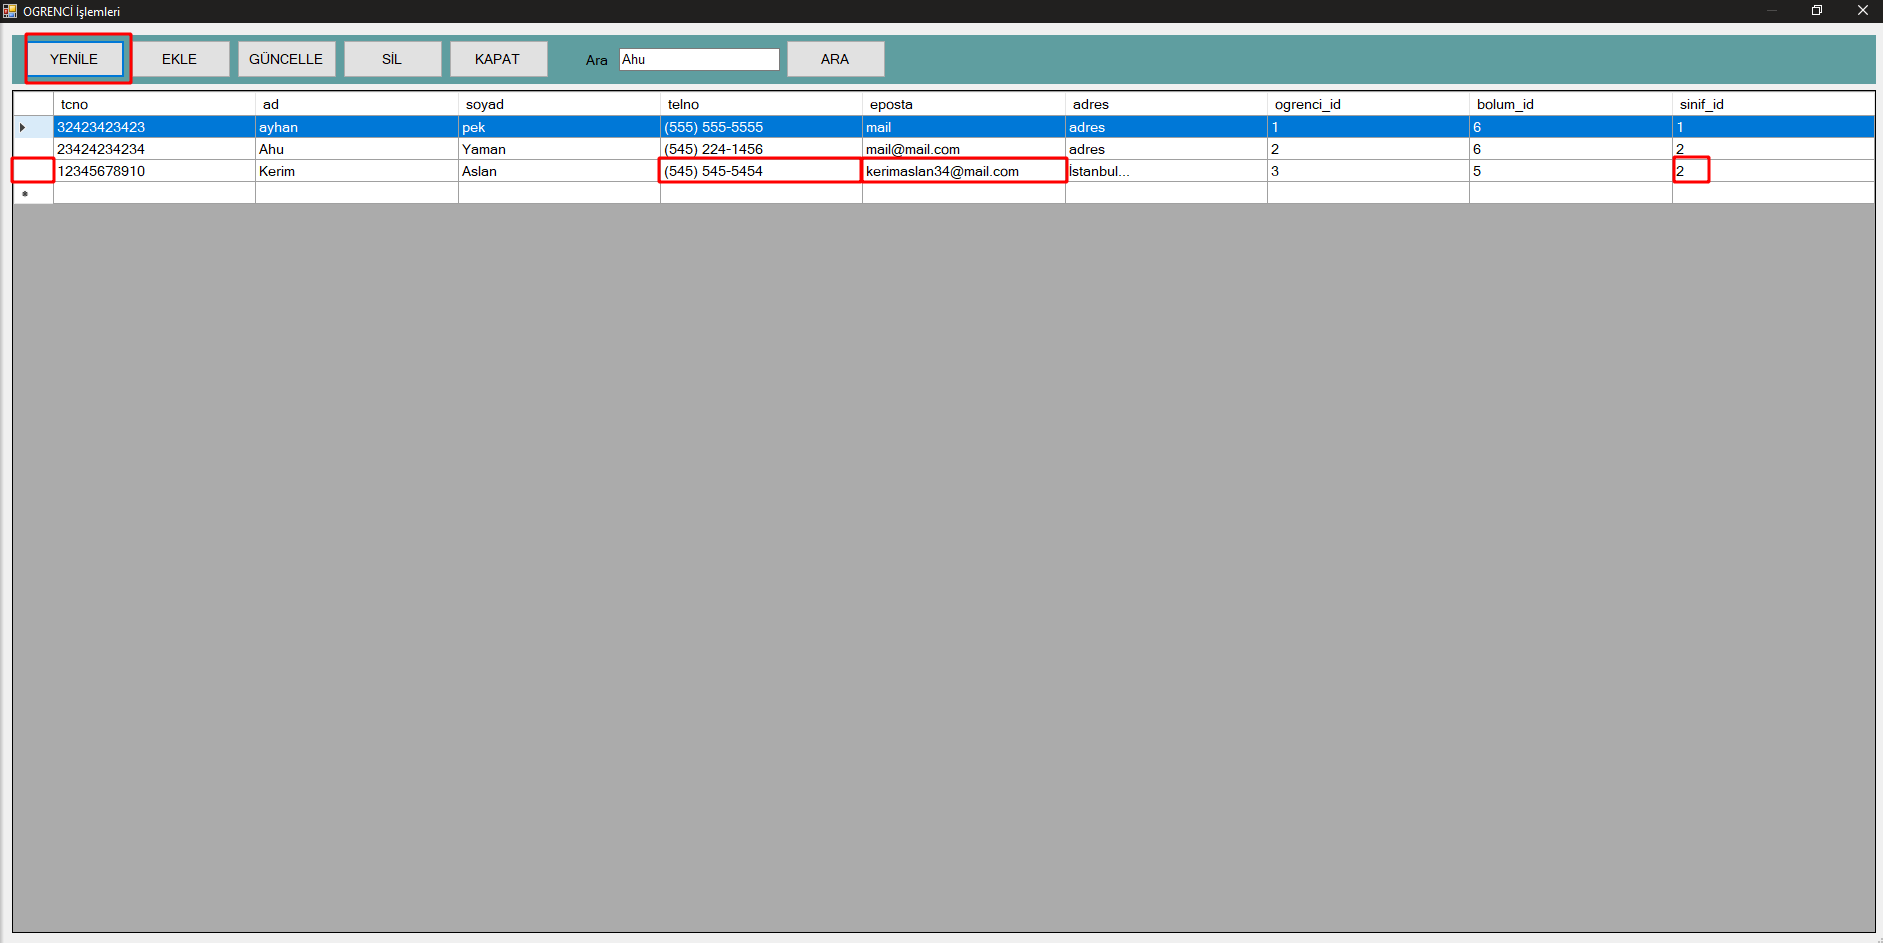 OGRENCİ İşlemleri
YENİLE EKLE GÜNCELLE SİL KAPAT Ara Ahu ARA
tcno ad soyad telno eposta adres ogrenci_id bolum_id sinif_id
32423423423 ayhan pek (555) 555-5555 mail adres 1 6 1
23424234234 Ahu Yaman (545) 224-1456 mail@mail.com adres 2 6 2
12345678910 Kerim Aslan (545) 545-5454 kerimaslan34@mail.com İstanbul... 3 5 2
*